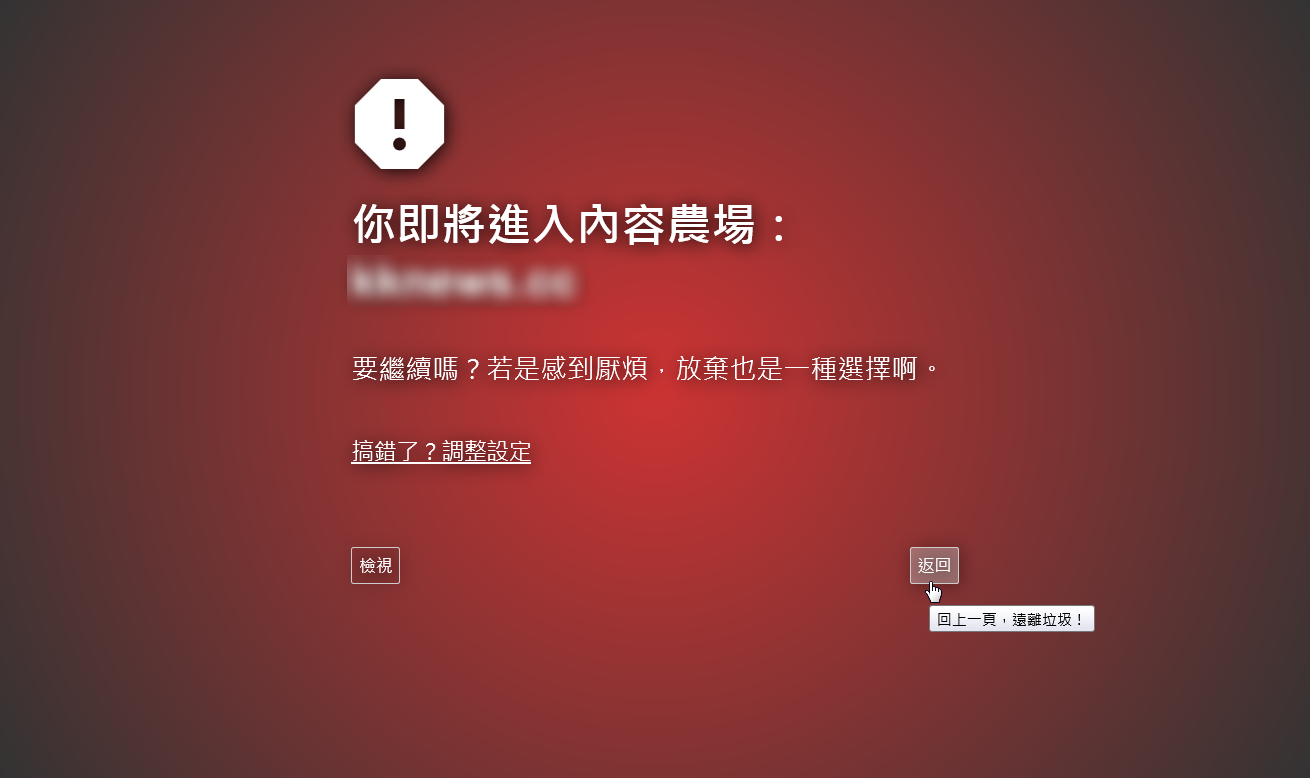 你即將進入內容農場：
kknews.cc
要繼續嗎？若是感到厭煩，放棄也是一種選擇啊。
搞錯了？調整設定
檢視
返回
回上一頁，遠離垃圾！